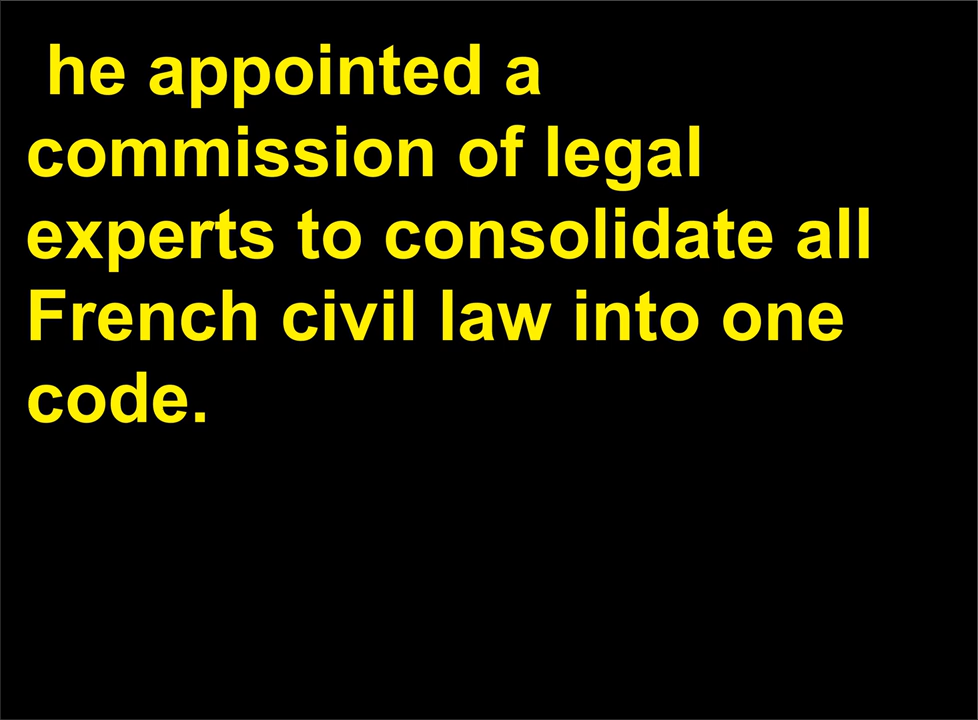 he appointed a
commission of legal
experts to consolidate all
French civil law into one
code.